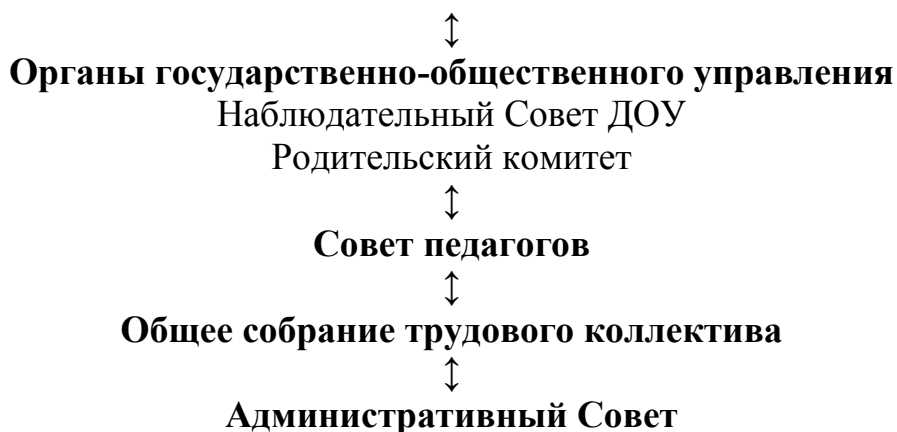 ↕
Органы государственно-общественного управления
Наблюдательный Совет ДОУ
Родительский комитет
↕
Совет педагогов
↕
Общее собрание трудового коллектива
↕
Административный Совет